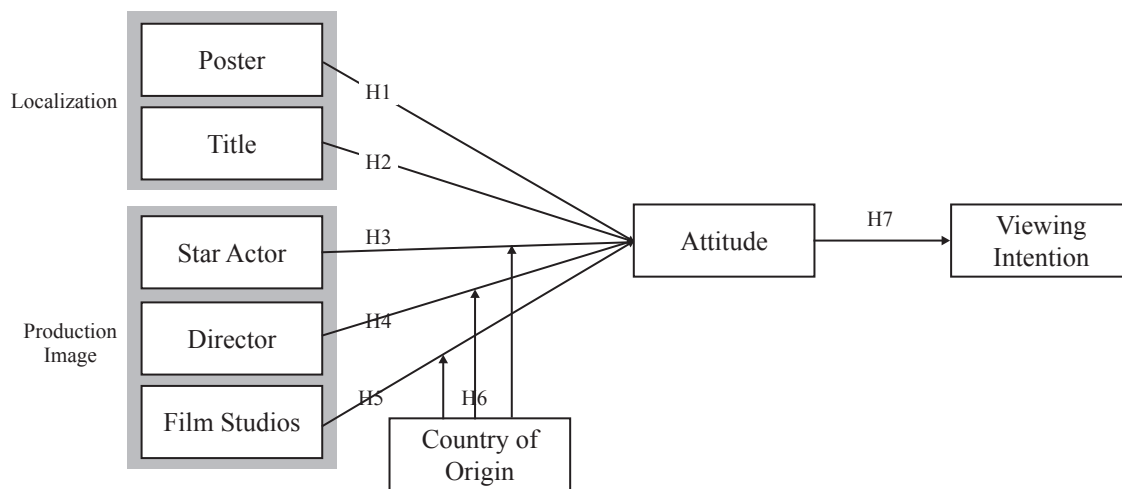 Localization
Poster
Title
H1
H2
Production
Image
Star Actor
Director
Film Studios
H3
H4
H5
H6
Country of
Origin
Attitude
H7
Viewing
Intention